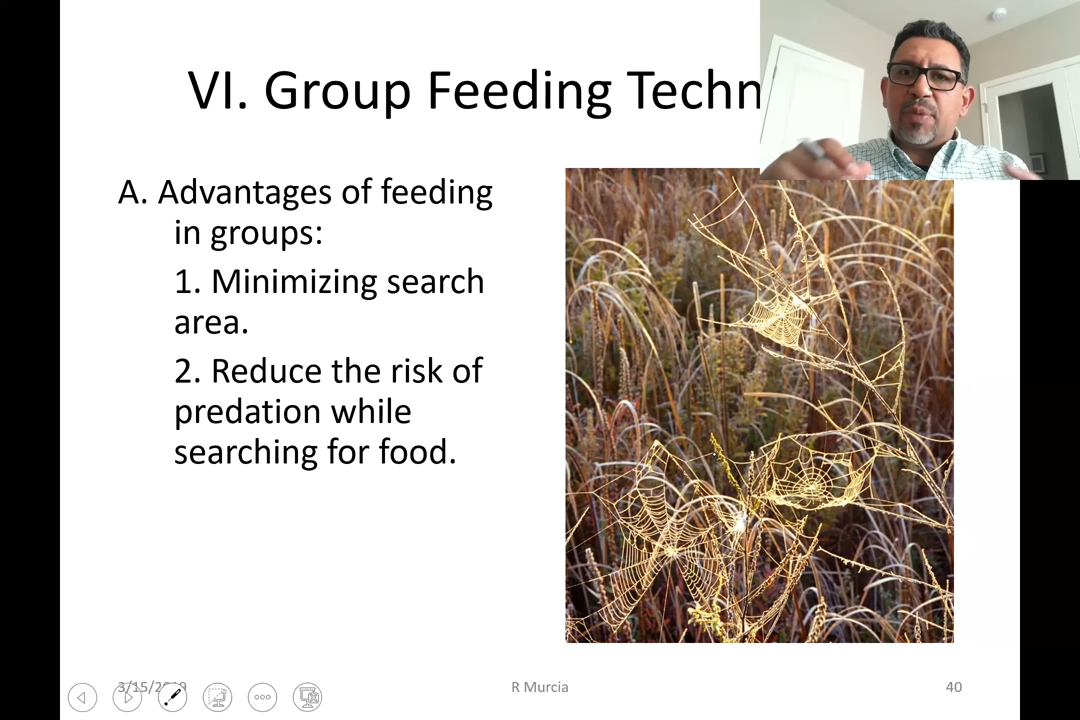 VI. Group Feeding Techn
A. Advantages of feeding
in groups:
1. Minimizing search
area.
2. Reduce the risk of
predation while
searching for food.
R Murcia
40